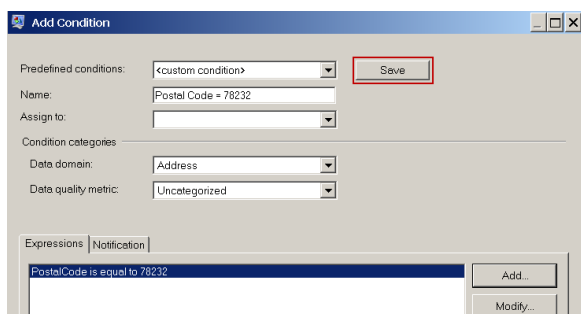 Add Condition
Predefined conditions: <custom condition> Save
Name: Postal Code = 78232
Assign to:
Condition categories
Data domain: Address
Data quality metric: Uncategorized
Expressions Notification
PostalCode is equal to 78232
Add...
Modify...